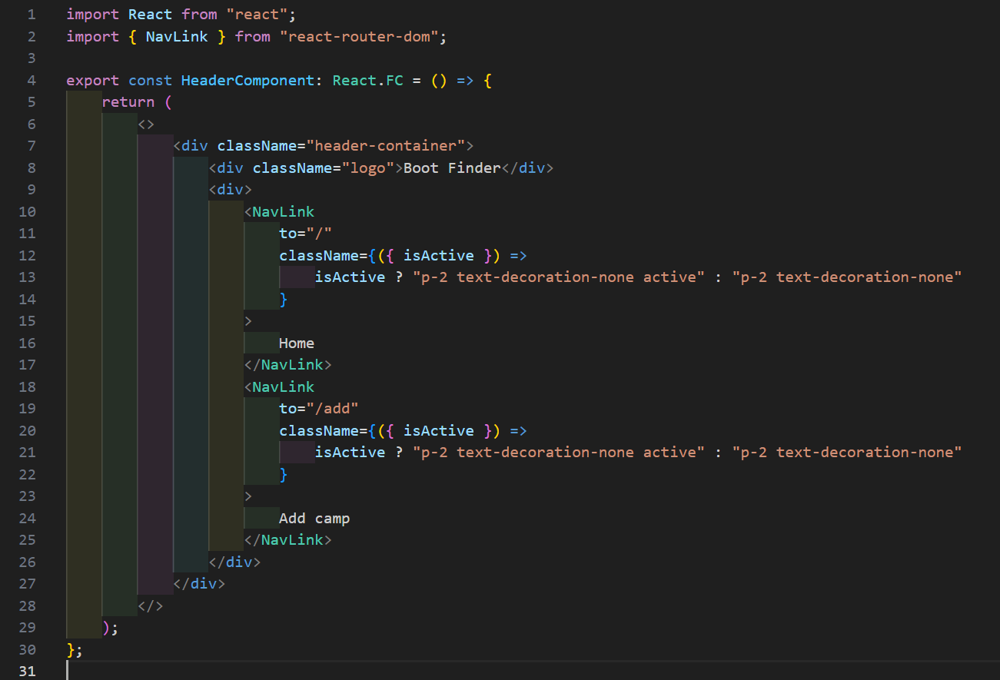 1 import React from "react";
2 import { NavLink } from "react-router-dom";
3
4 export const HeaderComponent: React.FC = () => {
5     return (
6         <>
7             <div className="header-container">
8                 <div className="logo">Boot Finder</div>
9                 <div>
10                     <NavLink
11                         to="/"
12                         className={({ isActive }) =>
13                             isActive ? "p-2 text-decoration-none active" : "p-2 text-decoration-none"
14                         }
15                     >
16                         Home
17                     </NavLink>
18                     <NavLink
19                         to="/add"
20                         className={({ isActive }) =>
21                             isActive ? "p-2 text-decoration-none active" : "p-2 text-decoration-none"
22                         }
23                     >
24                         Add camp
25                     </NavLink>
26                 </div>
27             </div>
28         </>
29     );
30 };
31